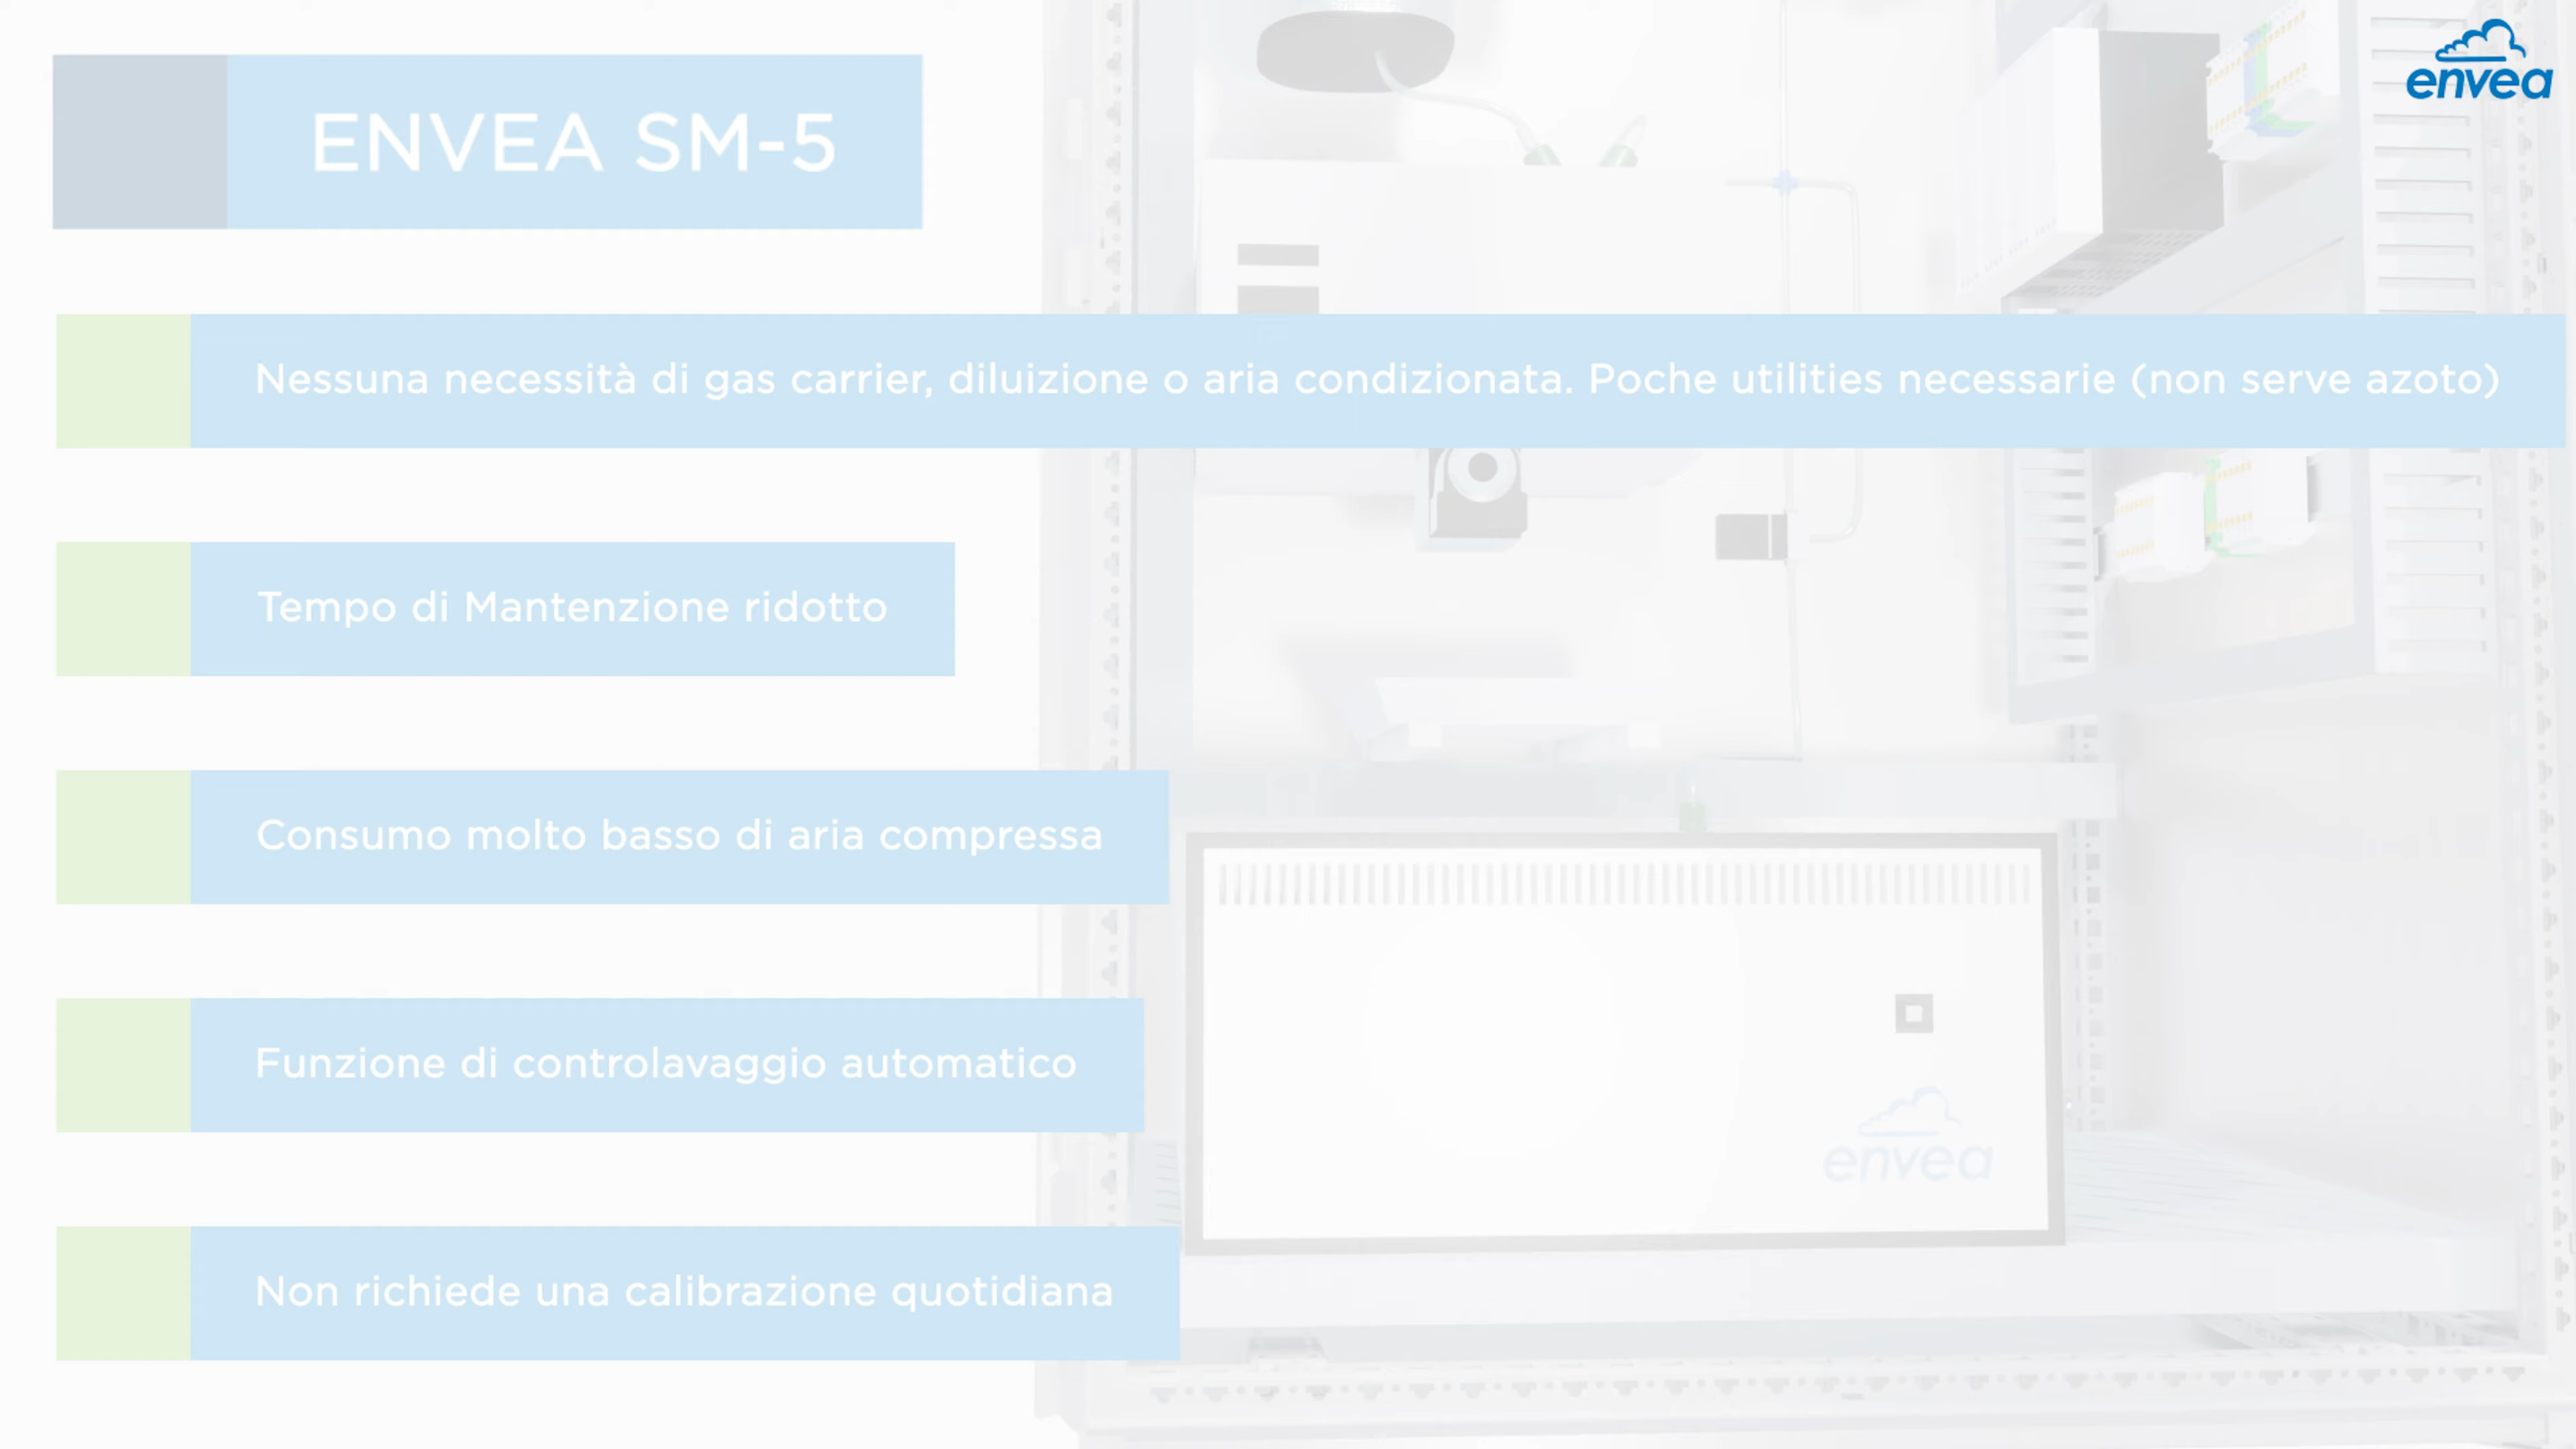 envea
ENVEA SM-5
Nessuna necessità di gas carrier, diluizione o aria condizionata. Poche utilities necessarie (non serve azoto)
Tempo di Mantenzione ridotto
Consumo molto basso di aria compressa
Funzione di controlavaggio automatico
envea
Non richiede una calibrazione quotidiana